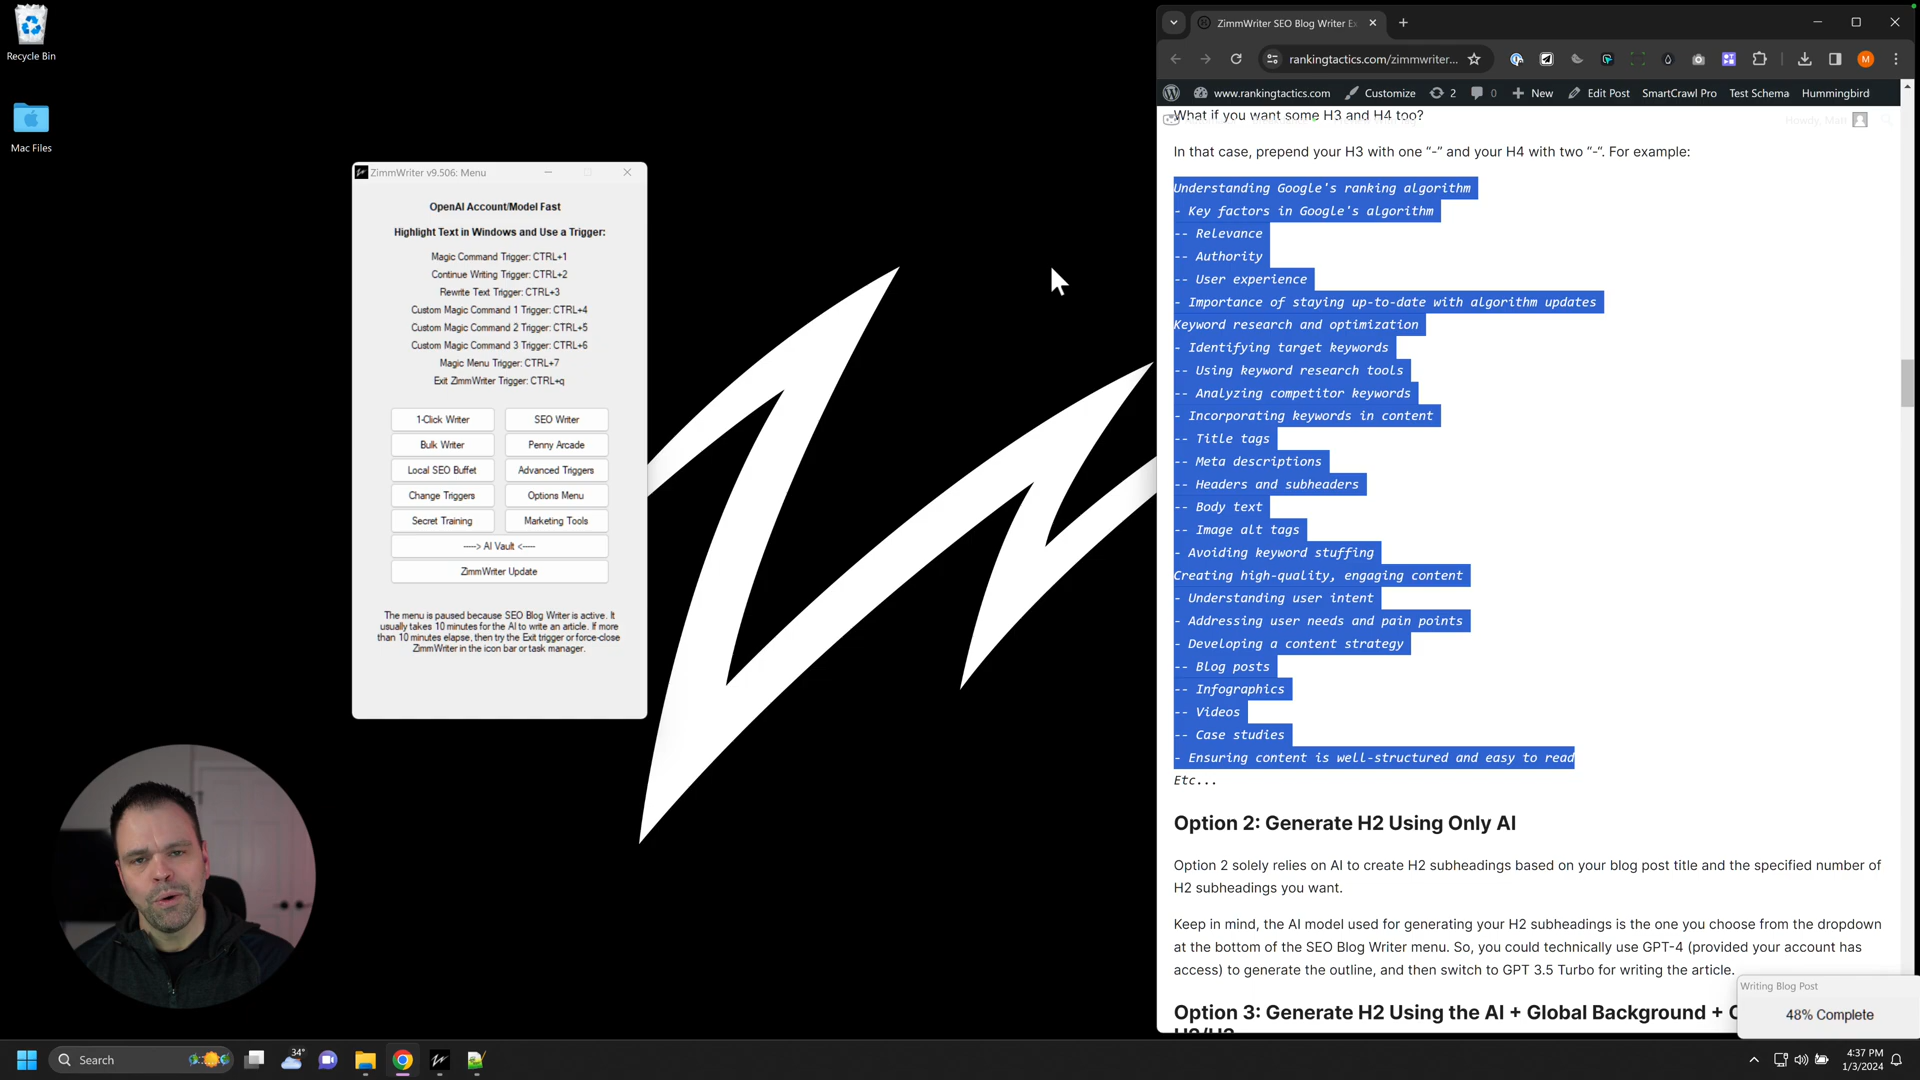 Recycle Bin
Mac Files
ZimmWriter v9.506: Menu
OpenAI Account/Model Fast
Highlight Text in Windows and Use a Trigger:
Magic Command Trigger: CTRL+1
Continue Writing Trigger: CTRL+2
Rewrite Text Trigger: CTRL+3
Custom Magic Command 1 Trigger: CTRL+4
Custom Magic Command 2 Trigger: CTRL+5
Custom Magic Command 3 Trigger: CTRL+6
Magic Menu Trigger: CTRL+7
Exit ZimmWriter Trigger: CTRL+q
1-Click Writer
SEO Writer
Bulk Writer
Penny Arcade
Local SEO Buffet
Advanced Triggers
Change Triggers
Options Menu
Secret Training
Marketing Tools
-----> AI Vault <-----
ZimmWriter Update
The menu is paused because SEO Blog Writer is active. It
usually takes 10 minutes for the AI to write an article. If more
than 10 minutes elapse, then try the Exit trigger or force-close
ZimmWriter in the icon bar or task manager.
ZimmWriter SEO Blog Writer E
rankingtactics.com/zimmwriter...
M
www.rankingtactics.com
Customize
2
0
New
Edit Post
SmartCrawl Pro
Test Schema
Hummingbird
Howdy, Matt
What if you want some H3 and H4 too?
In that case, prepend your H3 with one “-” and your H4 with two “-“. For example:
Understanding Google's ranking algorithm
- Key factors in Google's algorithm
-- Relevance
-- Authority
-- User experience
- Importance of staying up-to-date with algorithm updates
Keyword research and optimization
- Identifying target keywords
-- Using keyword research tools
-- Analyzing competitor keywords
- Incorporating keywords in content
-- Title tags
-- Meta descriptions
-- Headers and subheaders
-- Body text
-- Image alt tags
- Avoiding keyword stuffing
Creating high-quality, engaging content
- Understanding user intent
- Addressing user needs and pain points
- Developing a content strategy
-- Blog posts
-- Infographics
-- Videos
-- Case studies
- Ensuring content is well-structured and easy to read
Etc...
Option 2: Generate H2 Using Only AI
Option 2 solely relies on AI to create H2 subheadings based on your blog post title and the specified number of
H2 subheadings you want.
Keep in mind, the AI model used for generating your H2 subheadings is the one you choose from the dropdown
at the bottom of the SEO Blog Writer menu. So, you could technically use GPT-4 (provided your account has
access) to generate the outline, and then switch to GPT 3.5 Turbo for writing the article.
Option 3: Generate H2 Using the AI + Global Background +
Writing Blog Post
48% Complete
Search
34°
4:37 PM
1/3/2024